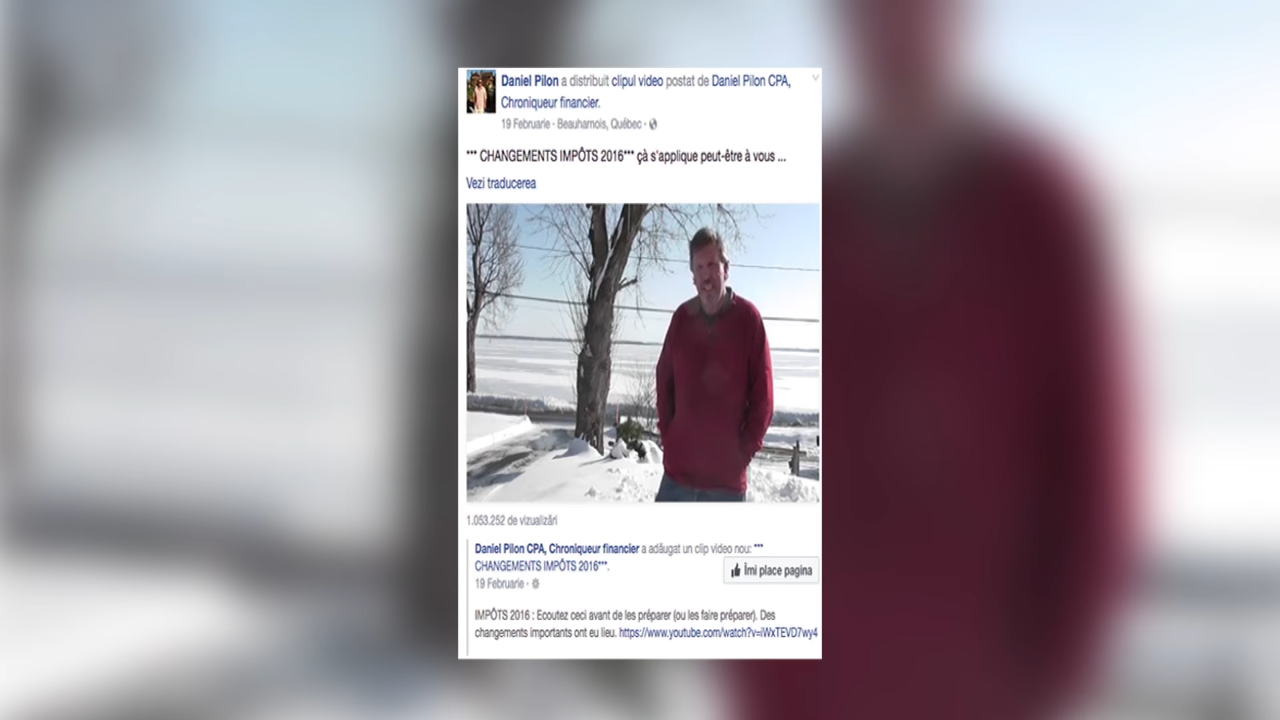 Daniel Pilon a distribuit clipul video postat de Daniel Pilon CPA,
Chroniqueur financier.
19 Februarie · Beauharnois, Québec ·
*** CHANGEMENTS IMPÔTS 2016*** çà s'applique peut-être à vous ...
Vezi traducerea
1.053.252 de vizualizări
Daniel Pilon CPA, Chroniqueur financier a adăugat un clip video nou: ***
CHANGEMENTS IMPÔTS 2016***.
Îmi place pagina
19 Februarie ·
IMPÔTS 2016 : Ecoutez ceci avant de les préparer (ou les faire préparer). Des
changements importants ont eu lieu. https://www.youtube.com/watch?v=iWxTEVD7wy4